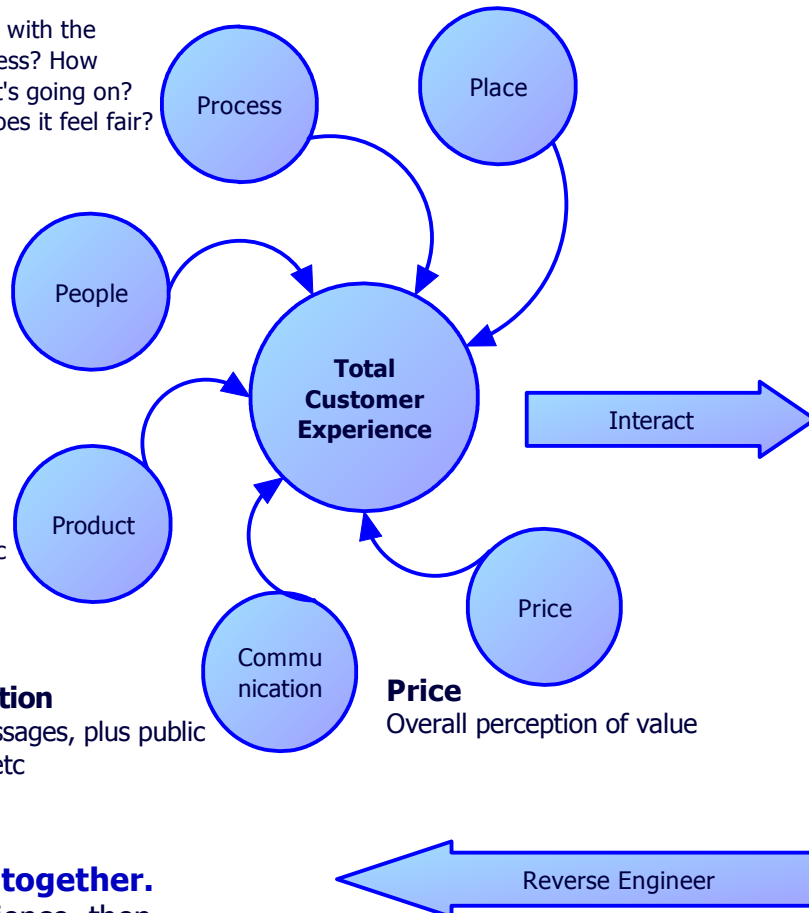 with the
ess? How
t's going on?
oes it feel fair?
Process
Place
People
Total
Customer
Experience
Interact
Product
c
Price
Commu
nication
Price
Overall perception of value
tion
ssages, plus public
etc
together.
Reverse Engineer